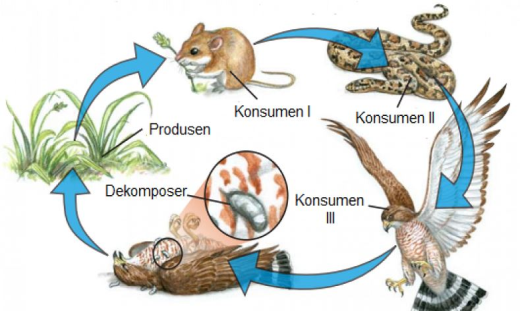 Konsumen I
Konsumen II
Produsen
Dekomposer
Konsumen
III